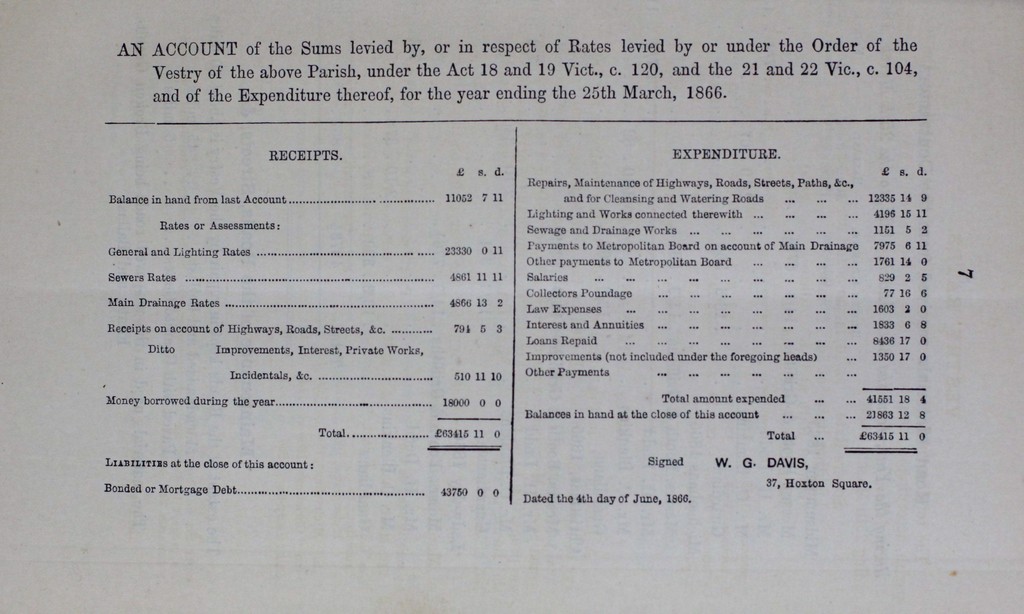 AN ACCOUNT of the Sums levied by, or in respect of Rates levied by or under the Order of the
Vestry of the above Parish, under the Act 18 and 19 Vict., c. 120, and the 21 and 22 Vic., c. 104,
and of the Expenditure thereof, for the year ending the 25th March, 1866.
RECEIPTS.
£ s. d.
Balance in hand from last Account 11052 7 11
Rates or Assessments:
General and Lighting Rates 23330 0 11
Sewers Rates 4861 11 11
Main Drainage Rates 4866 13 2
Receipts on account of Highways, Roads, Streets, &c. 794 5 3
Ditto Improvements, Interest, Private Works,
Incidentals, &c. 510 11 10
Money borrowed during the year 18000 0 0
Total £63415 11 0
LIABILITIES at the close of this account:
Bonded or Mortgage Debt 43750 0 0
EXPENDITURE.
£ s. d.
Repairs, Maintenance of Highways, Roads, Streets, Paths, &c.,
and for Cleansing and Watering Roads ... ... ... 12335 14 9
Lighting and Works connected therewith ... ... ... ... 4196 15 11
Sewage and Drainage Works ... ... ... ... ... ... 1151 5 2
Payments to Metropolitan Board on account of Main Drainage 7975 6 11
Other payments to Metropolitan Board ... ... ... ... 1761 14 0
Salaries ... ... ... ... ... ... ... ... ... 829 2 5
Collectors Poundage ... ... ... ... ... ... ... 77 16 6
Law Expenses ... ... ... ... ... ... ... ... 1603 2 0
Interest and Annuities ... ... ... ... ... ... ... 1833 6 8
Loans Repaid ... ... ... ... ... ... ... ... 8436 17 0
Improvements (not included under the foregoing heads) ... 1350 17 0
Other Payments ... ... ... ... ... ... ...
Total amount expended ... ... 41551 18 4
Balances in hand at the close of this account ... ... ... 21863 12 8
Total ... £63415 11 0
Signed W. G. DAVIS,
37, Hoxton Square.
Dated the 4th day of June, 1866.
7